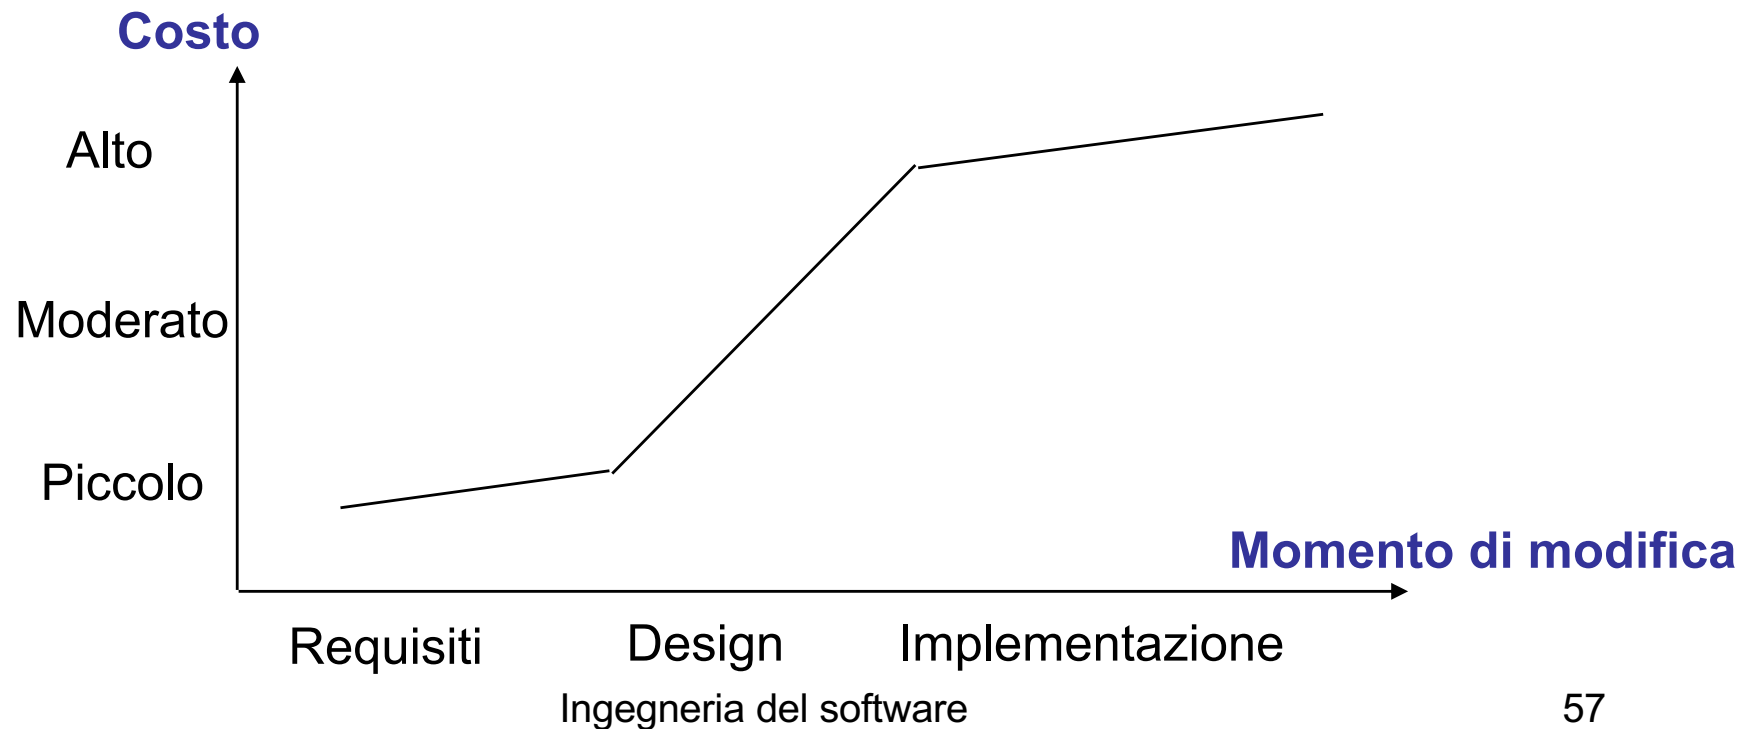 Costo
Alto
Moderato
Piccolo
Momento di modifica
Requisiti Design Implementazione
Ingegneria del software 57